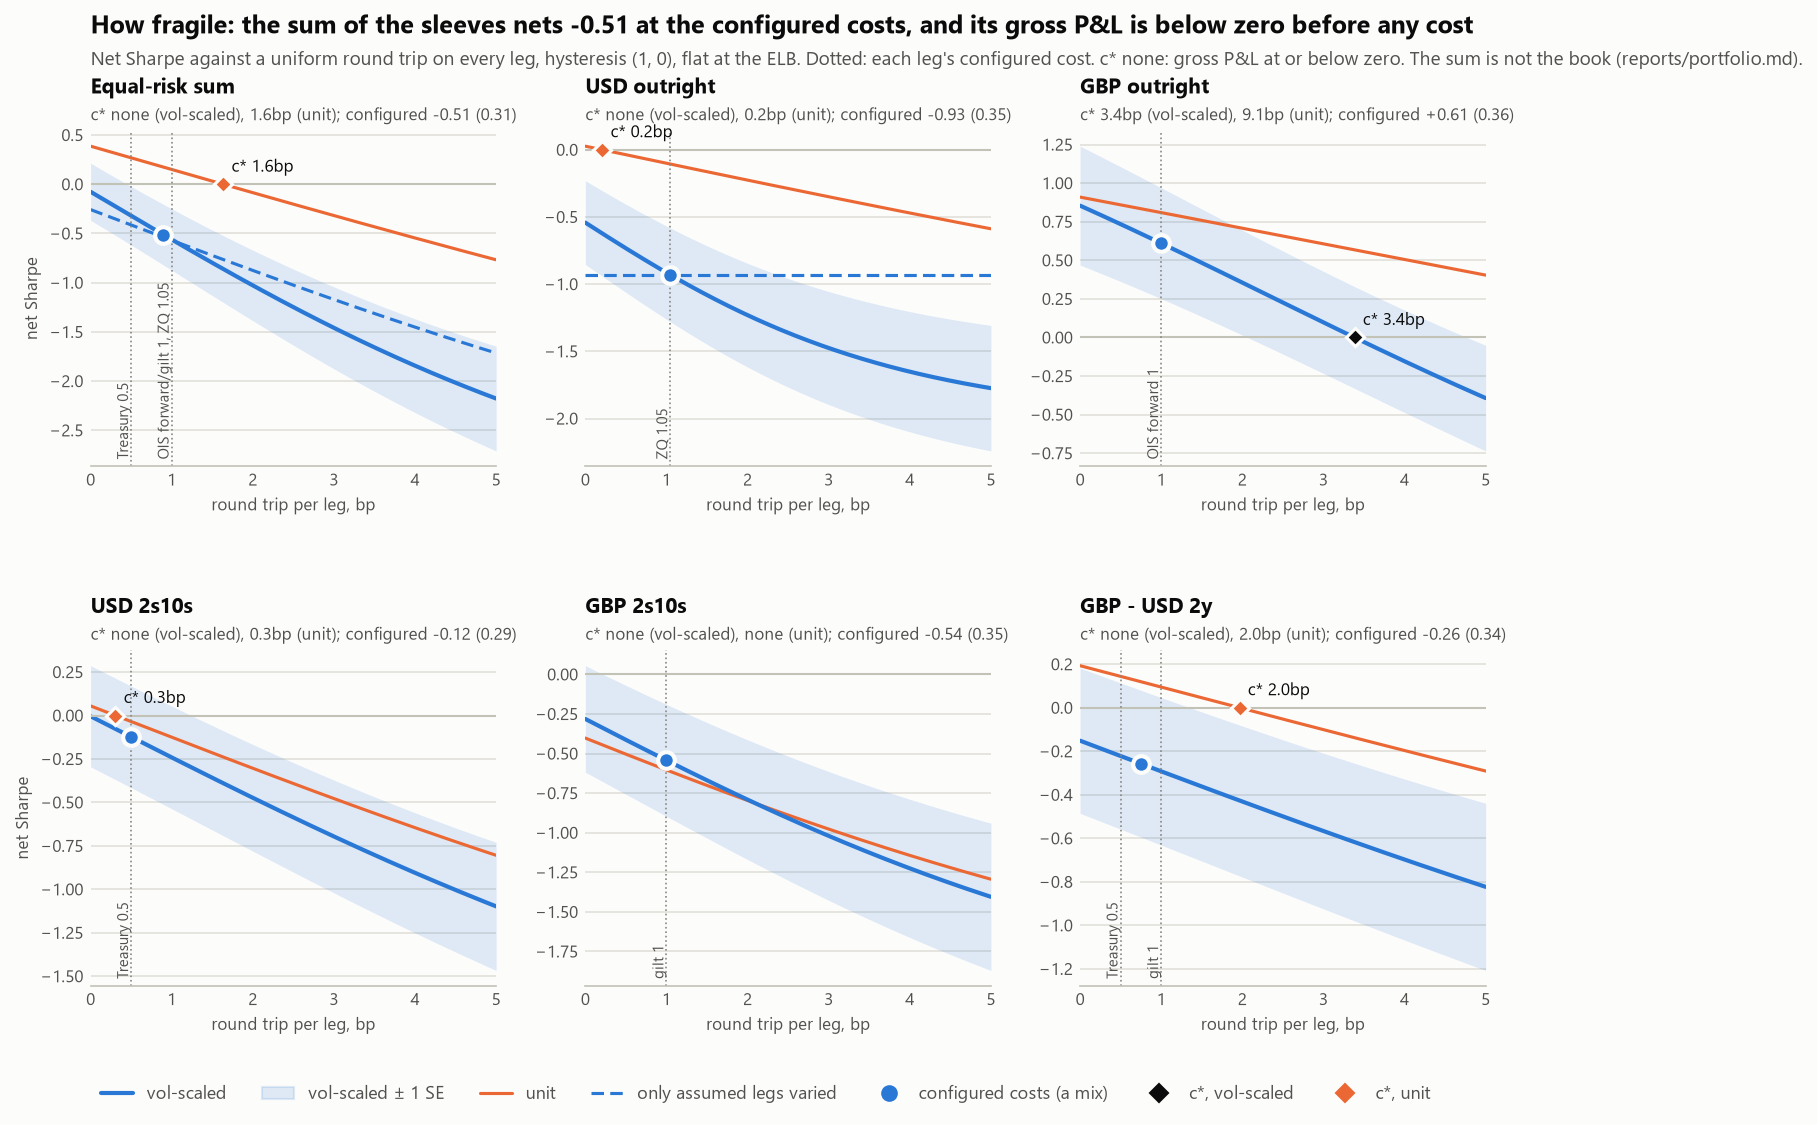 How fragile: the sum of the sleeves nets -0.51 at the configured costs, and its gross P&L is below zero before any cost
Net Sharpe against a uniform round trip on every leg, hysteresis (1, 0), flat at the ELB. Dotted: each leg's configured cost. c* none: gross P&L at or below zero. The sum is not the book (reports/portfolio.md).
Equal-risk sum
c* none (vol-scaled), 1.6bp (unit); configured -0.51 (0.31)
0.5
0.0
−0.5
−1.0
−1.5
−2.0
−2.5
net Sharpe
c* 1.6bp
Treasury 0.5
OIS forward/gilt 1, ZQ 1.05
0 1 2 3 4 5
round trip per leg, bp
USD outright
c* none (vol-scaled), 0.2bp (unit); configured -0.93 (0.35)
c* 0.2bp
0.0
−0.5
−1.0
−1.5
−2.0
ZQ 1.05
0 1 2 3 4 5
round trip per leg, bp
GBP outright
c* 3.4bp (vol-scaled), 9.1bp (unit); configured +0.61 (0.36)
1.25
1.00
0.75
0.50
0.25
0.00
−0.25
−0.50
−0.75
c* 3.4bp
OIS forward 1
0 1 2 3 4 5
round trip per leg, bp
USD 2s10s
c* none (vol-scaled), 0.3bp (unit); configured -0.12 (0.29)
0.25
0.00
−0.25
−0.50
−0.75
−1.00
−1.25
−1.50
net Sharpe
c* 0.3bp
Treasury 0.5
0 1 2 3 4 5
round trip per leg, bp
GBP 2s10s
c* none (vol-scaled), none (unit); configured -0.54 (0.35)
0.00
−0.25
−0.50
−0.75
−1.00
−1.25
−1.50
−1.75
gilt 1
0 1 2 3 4 5
round trip per leg, bp
GBP - USD 2y
c* none (vol-scaled), 2.0bp (unit); configured -0.26 (0.34)
0.2
0.0
−0.2
−0.4
−0.6
−0.8
−1.0
−1.2
c* 2.0bp
Treasury 0.5
gilt 1
0 1 2 3 4 5
round trip per leg, bp
vol-scaled
vol-scaled ± 1 SE
unit
only assumed legs varied
configured costs (a mix)
c*, vol-scaled
c*, unit